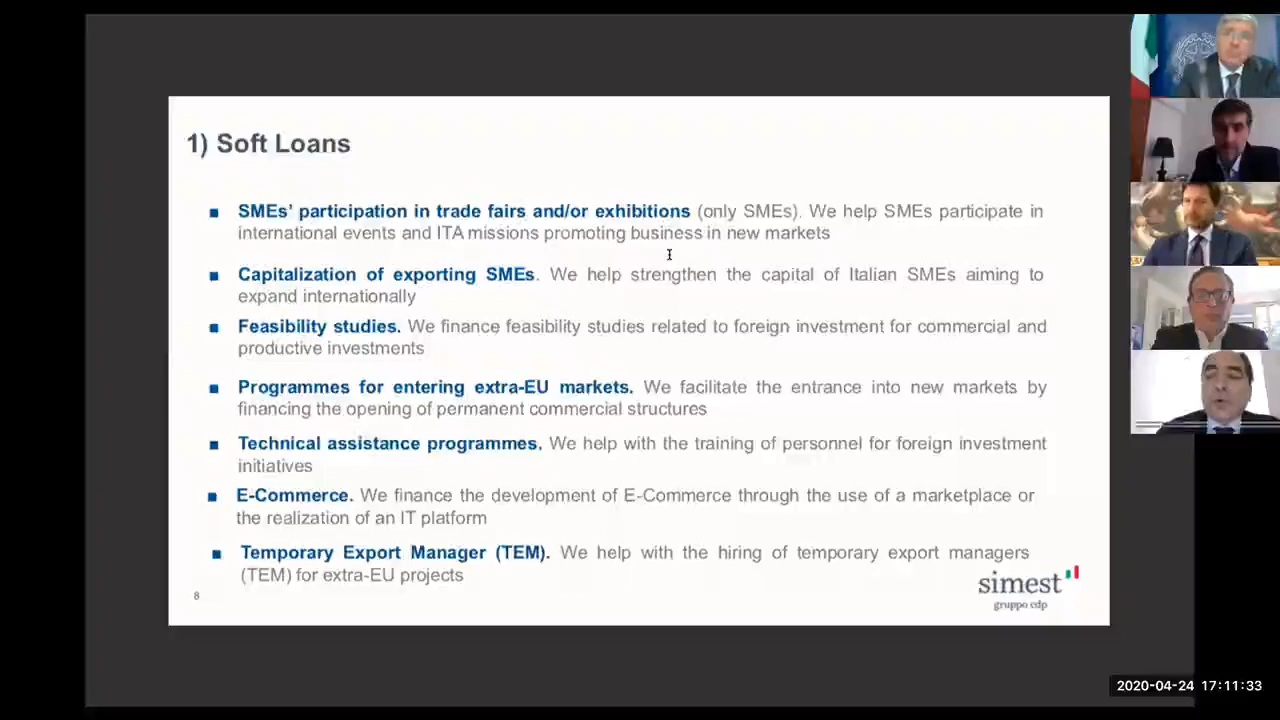 1) Soft Loans
■ SMEs' participation in trade fairs and/or exhibitions (only SMEs). We help SMEs participate in
international events and ITA missions promoting business in new markets
■ Capitalization of exporting SMEs. We help strengthen the capital of Italian SMEs aiming to
expand internationally
■ Feasibility studies. We finance feasibility studies related to foreign investment for commercial and
productive investments
■ Programmes for entering extra-EU markets. We facilitate the entrance into new markets by
financing the opening of permanent commercial structures
■ Technical assistance programmes. We help with the training of personnel for foreign investment
initiatives
■ E-Commerce. We finance the development of E-Commerce through the use of a marketplace or
the realization of an IT platform
■ Temporary Export Manager (TEM). We help with the hiring of temporary export managers
(TEM) for extra-EU projects
8
simest
gruppo cdp
2020-04-24 17:11:33